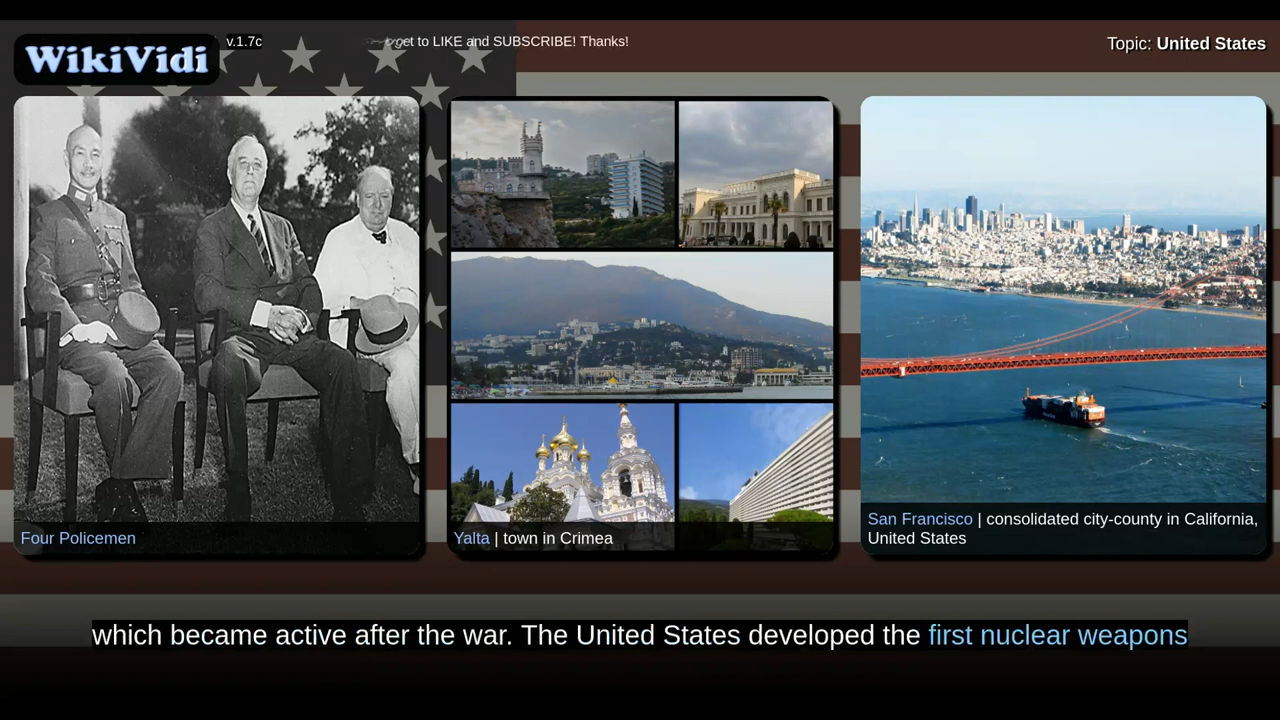 WikiVidi
v.1.7c
get to LIKE and SUBSCRIBE! Thanks!
Topic: United States
Four Policemen
Yalta | town in Crimea
San Francisco | consolidated city-county in California,
United States
which became active after the war. The United States developed the first nuclear weapons